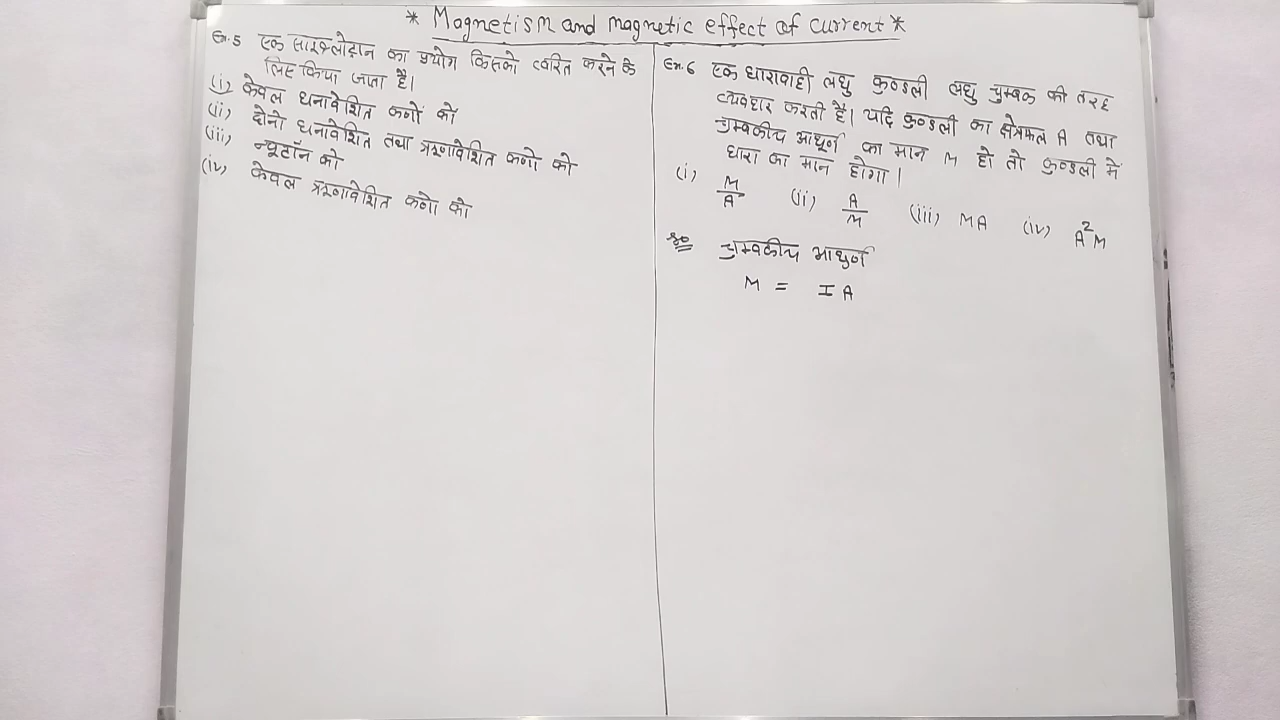 * Magnetism and magnetic effect of current *
Ex.5 एक साइक्लोट्रोन का प्रयोग किसको त्वरित करने के
लिए किया जाता है।
(i) केवल धनावेशित कणों को
(ii) दोनो धनावेशित तथा ऋणावेशित कणो को
(iii) न्यूट्रॉन को
(iv) केवल ऋणावेशित कणो को
Ex.6 एक धारावाही लघु कुण्डली लघु चुम्बक की तरह
व्यवहार करती है। यदि कुण्डली का क्षेत्रफल A तथा
चुम्बकीय आघूर्ण का मान M हो तो कुण्डली में
धारा का मान होगा।
(i) M/A (ii) A/M (iii) MA (iv) A²M
चुम्बकीय आघुर्ण
M = IA